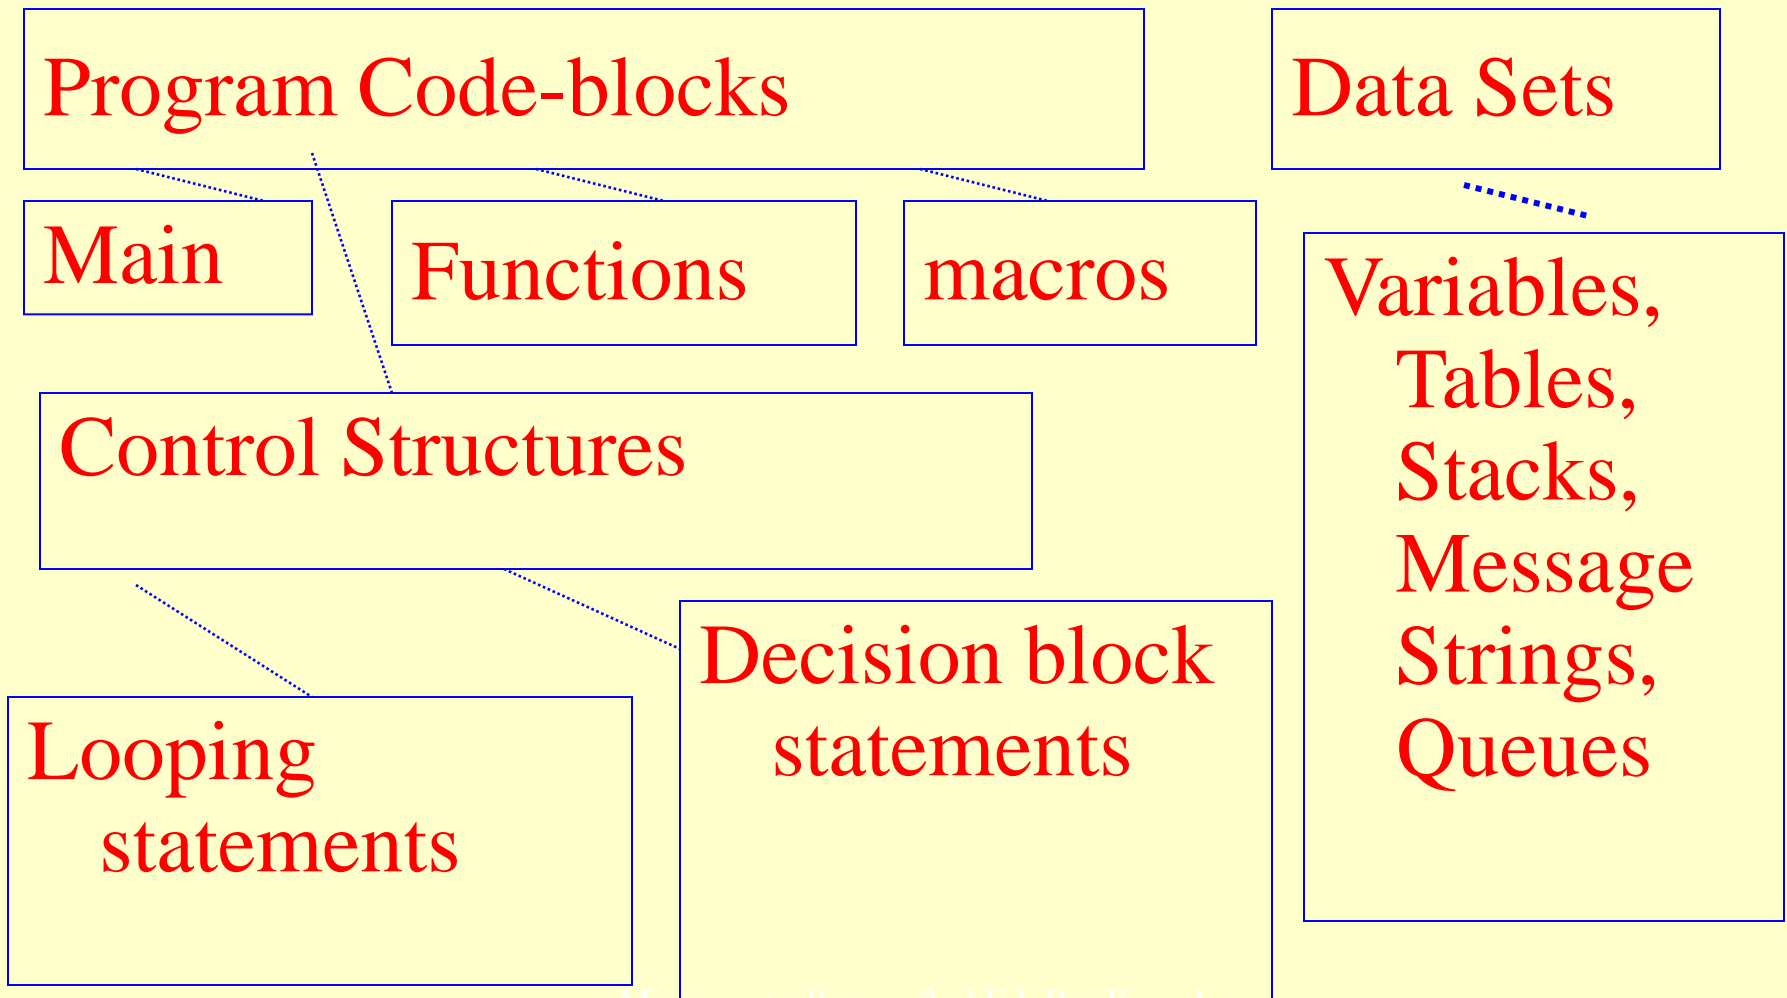 Program Code-blocks
Data Sets
Main
Functions
macros
Variables,
Tables,
Stacks,
Message
Strings,
Queues
Control Structures
Decision block
statements
Looping
statements